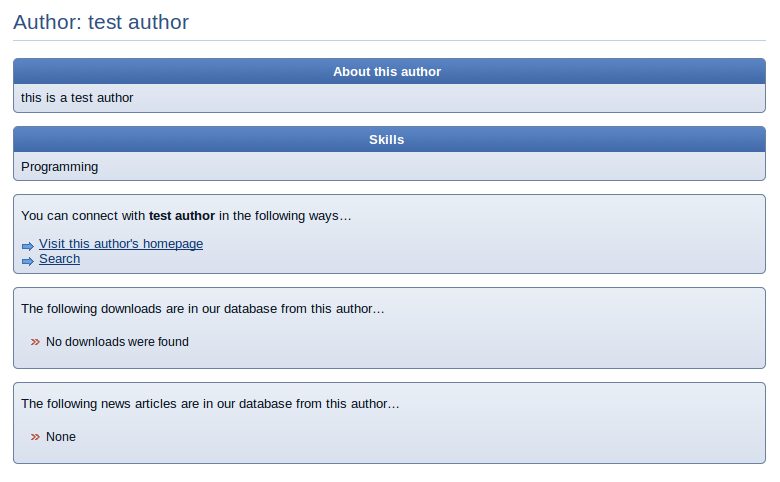 Author: test author
About this author
this is a test author
Skills
Programming
You can connect with test author in the following ways…
Visit this author's homepage
Search
The following downloads are in our database from this author…
No downloads were found
The following news articles are in our database from this author…
None